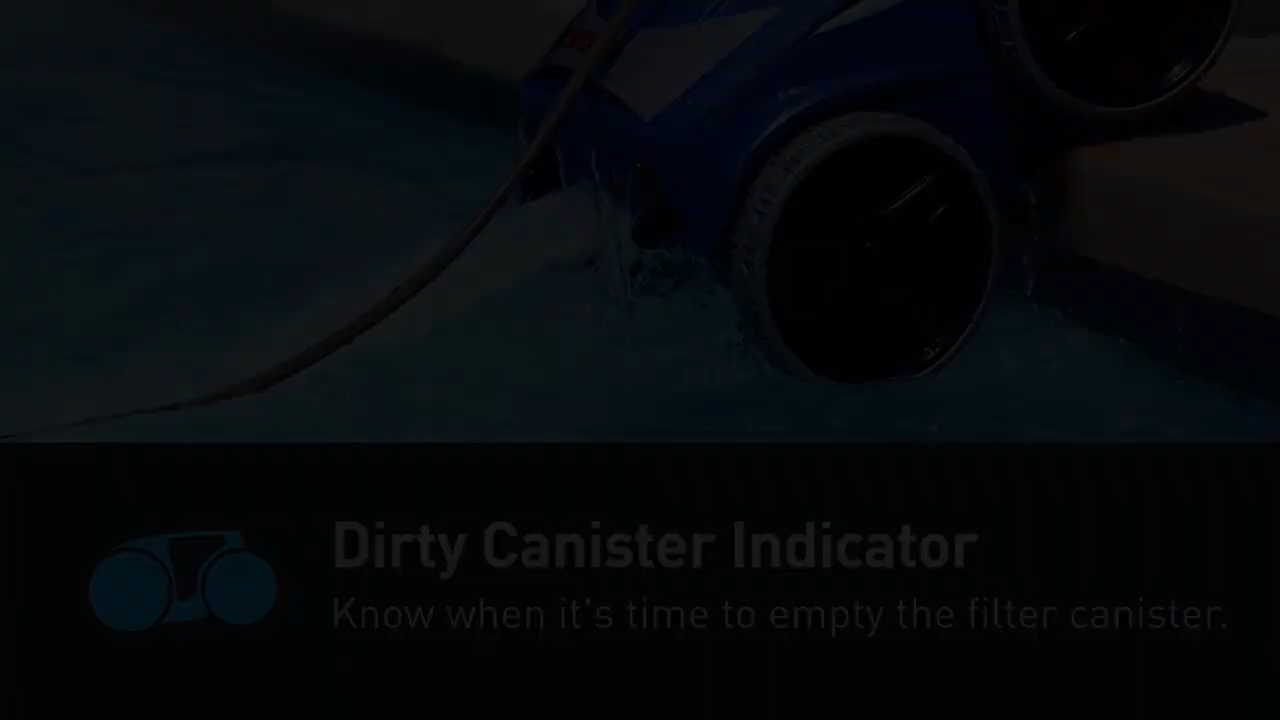 Dirty Canister Indicator
Know when it's time to empty the filter canister.